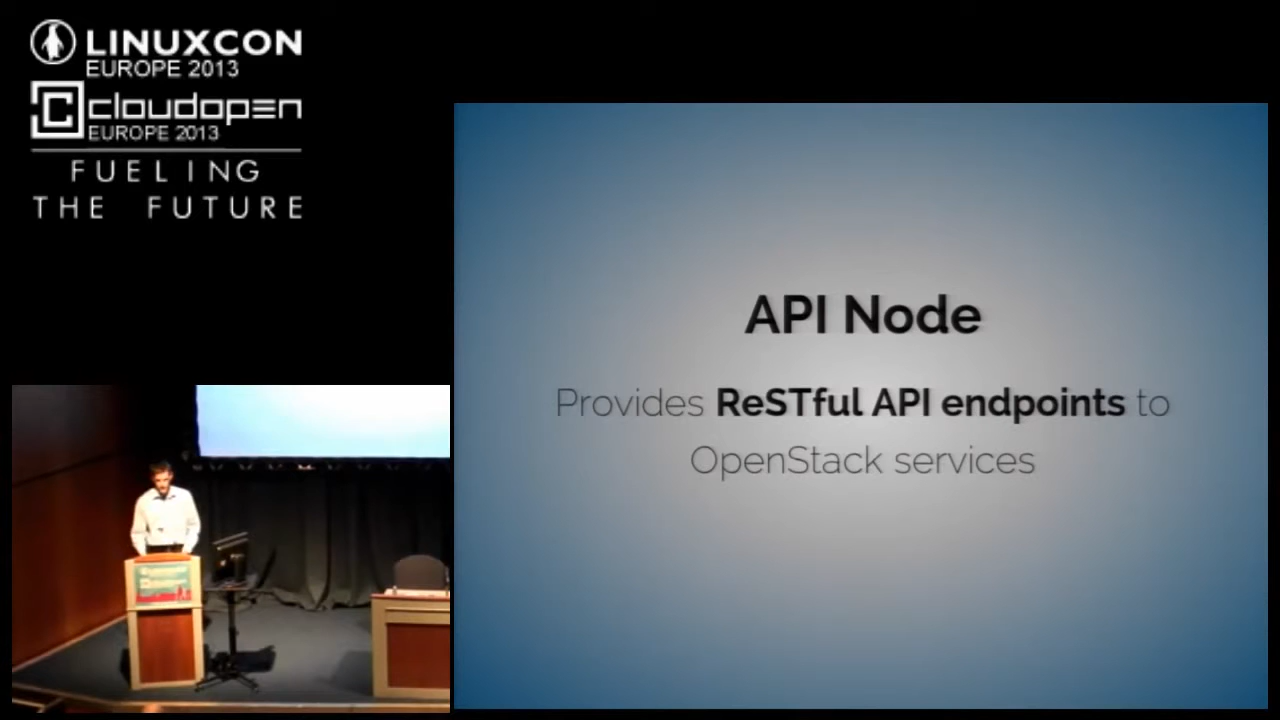 LINUXCON
EUROPE 2013
cloudopen
EUROPE 2013
FUELING
THE FUTURE
API Node
Provides ReSTful API endpoints to
OpenStack services